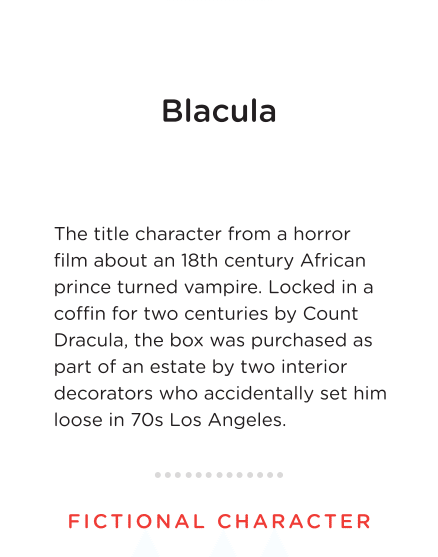 Blacula
The title character from a horror
film about an 18th century African
prince turned vampire. Locked in a
coffin for two centuries by Count
Dracula, the box was purchased as
part of an estate by two interior
decorators who accidentally set him
loose in 70s Los Angeles.
FICTIONAL CHARACTER